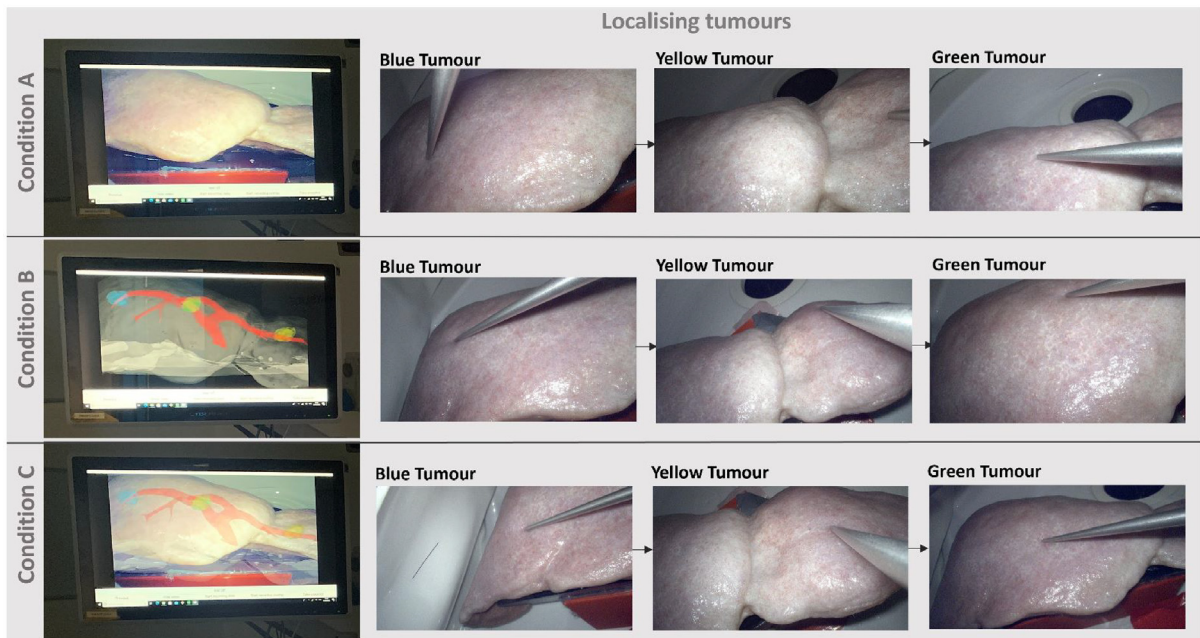 Localising tumours
Condition A
Blue Tumour
Yellow Tumour
Green Tumour
Condition B
Blue Tumour
Yellow Tumour
Green Tumour
Condition C
Blue Tumour
Yellow Tumour
Green Tumour